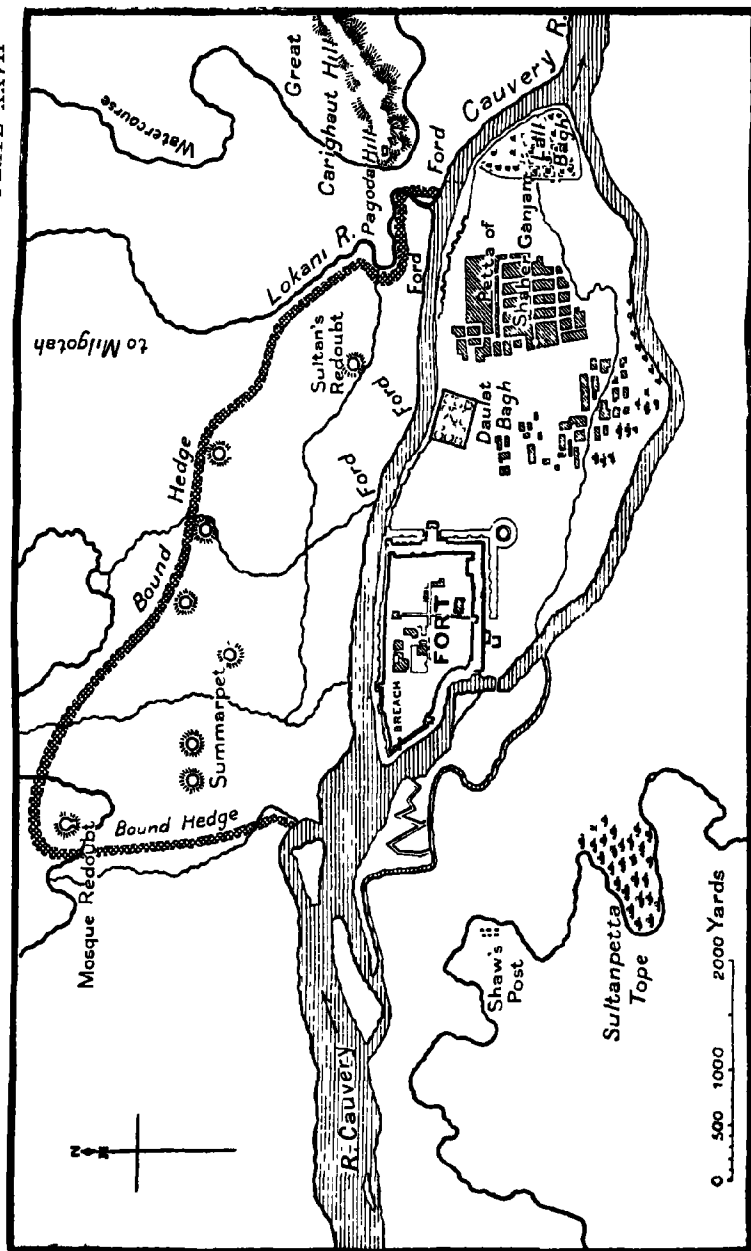 PLATE XXVII
N
to Milgotah
Watercourse
Great
Carighaut Hill
Pagoda Hill
Lokani R.
Mosque Redoubt
Bound Hedge
Bound Hedge
Summarpet
Sultan's
Redoubt
Ford
Ford
Ford
Ford
Cauvery R.
R. Cauvery
BREACH
FORT
Daulat
Bagh
Petta of
Shaher Ganjam
Lall
Bagh
Shaw's
Post
Sultanpetta
Tope
0 500 1000 2000 Yards